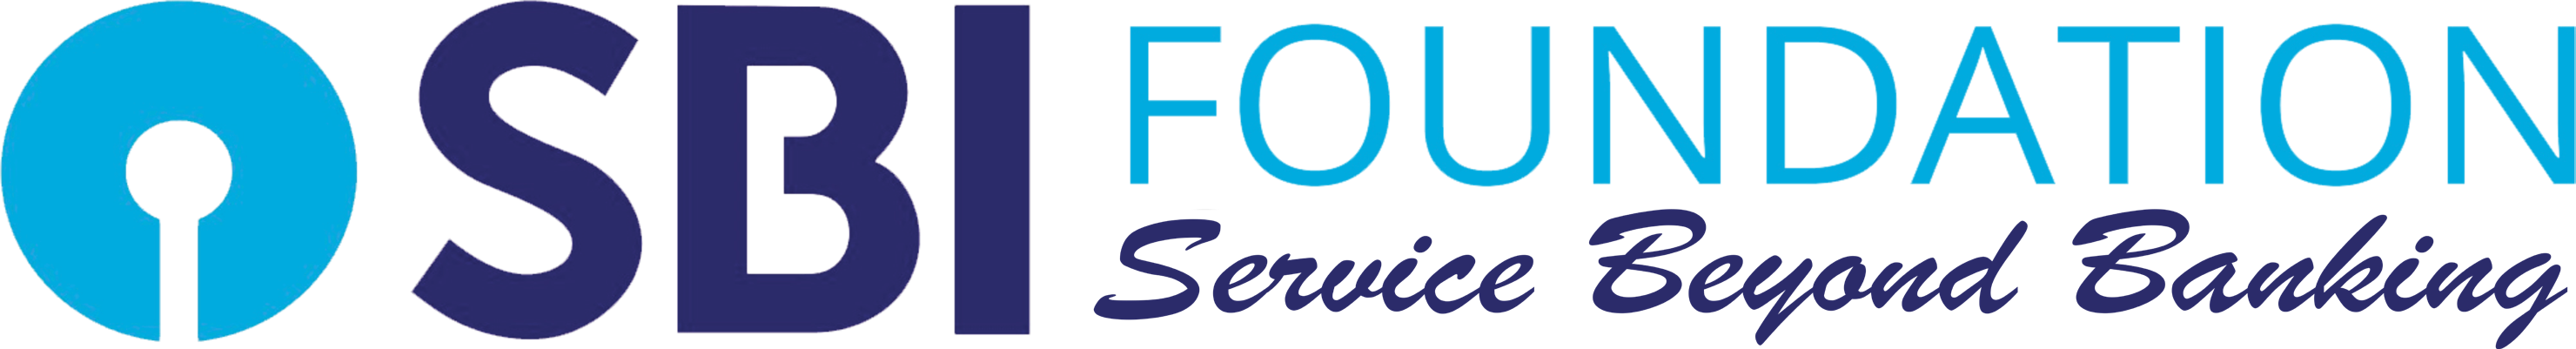 SBI FOUNDATION
Service Beyond Banking